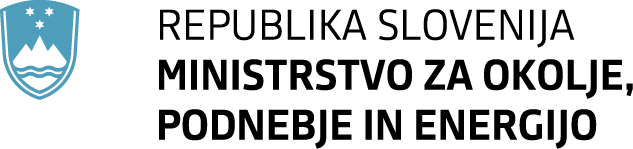 REPUBLIKA SLOVENIJA
MINISTRSTVO ZA OKOLJE,
PODNEBJE IN ENERGIJO